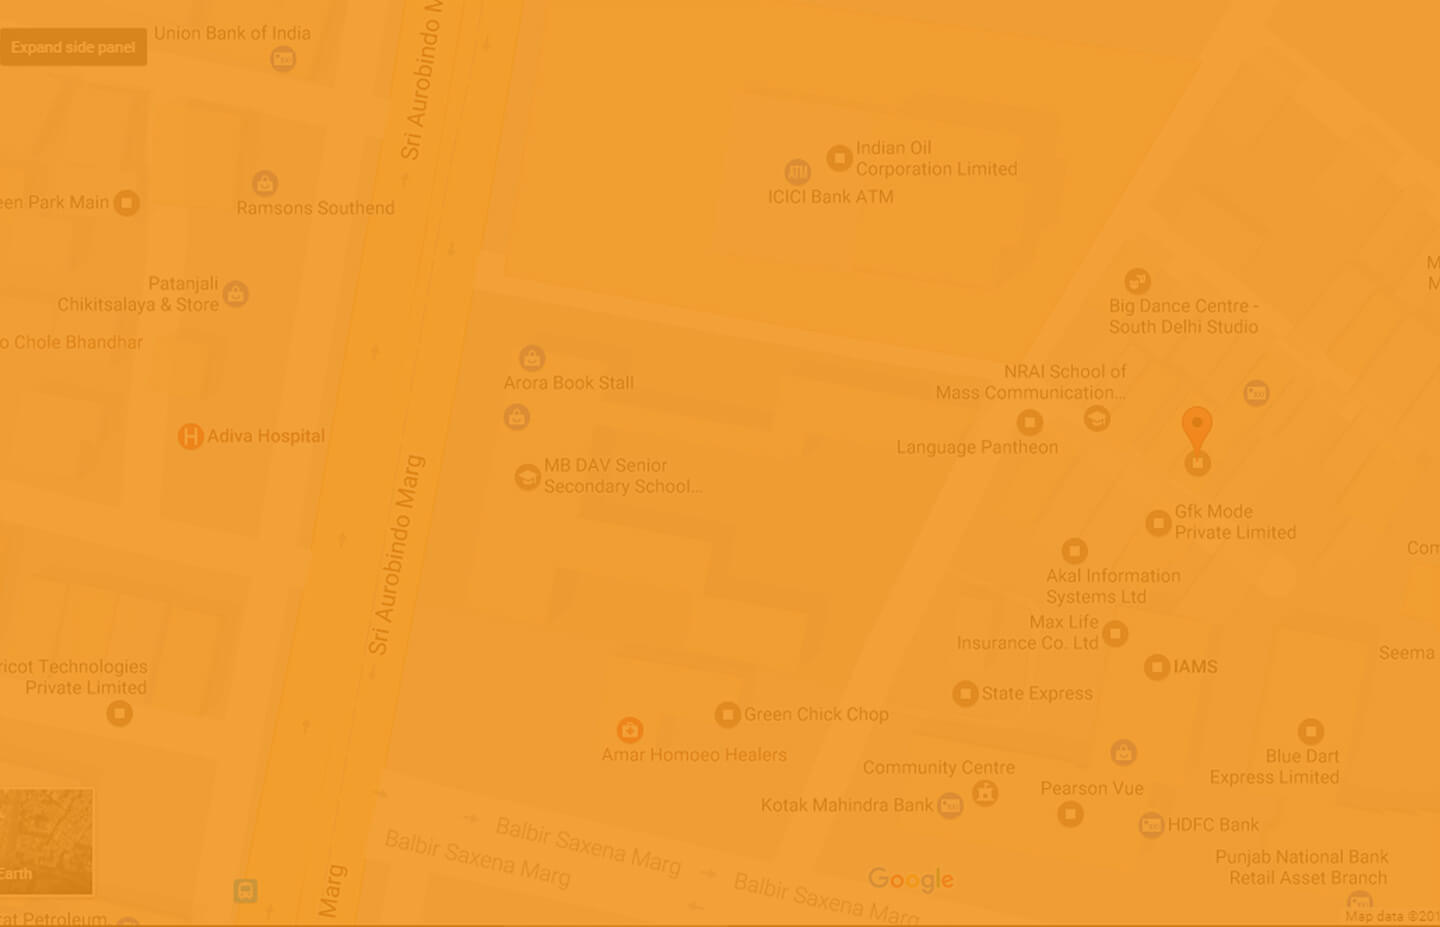 Union Bank of India
Expand side panel
Sri Aurobindo
Indian Oil
Corporation Limited
ATM
ICICI Bank ATM
Park Main
Ramsons Southend
Patanjali
Chikitsalaya & Store
Chole Bhandhar
Big Dance Centre -
South Delhi Studio
Arora Book Stall
NRAI School of
Mass Communication...
H Adiva Hospital
Language Pantheon
MB DAV Senior
Secondary School...
Sri Aurobindo Marg
Gfk Mode
Private Limited
Akal Information
Systems Ltd
Max Life
Insurance Co. Ltd
Seema
IAMS
Technologies
Private Limited
State Express
Green Chick Chop
Amar Homoeo Healers
Blue Dart
Express Limited
Community Centre
Pearson Vue
Kotak Mahindra Bank
HDFC Bank
Balbir Saxena Marg
Balbir Saxena Marg
Balbir Saxena Marg
Punjab National Bank
Retail Asset Branch
Earth
Google
Marg
Petroleum
Map data ©201